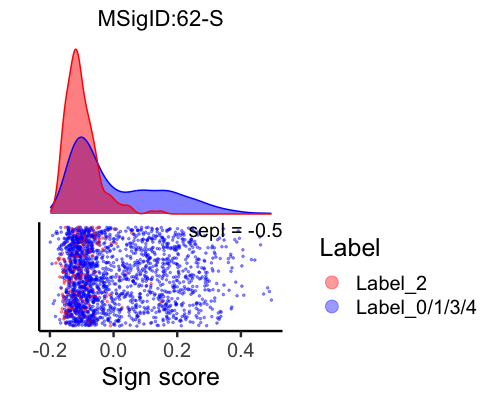 MSigID:62-S
sepI = -0.5
Label
Label_2
Label_0/1/3/4
-0.2 0.0 0.2 0.4
Sign score